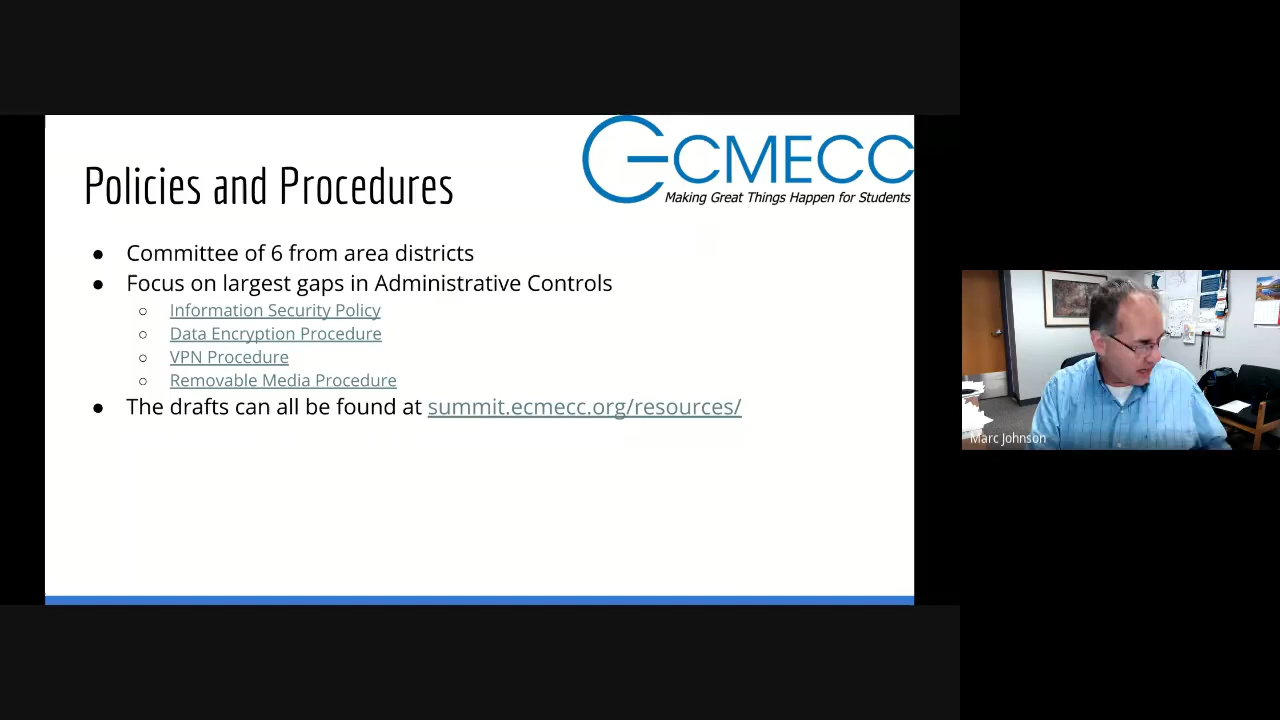 ECMECC
Making Great Things Happen for Students
Policies and Procedures
● Committee of 6 from area districts
● Focus on largest gaps in Administrative Controls
○ Information Security Policy
○ Data Encryption Procedure
○ VPN Procedure
○ Removable Media Procedure
● The drafts can all be found at summit.ecmecc.org/resources/
Marc Johnson